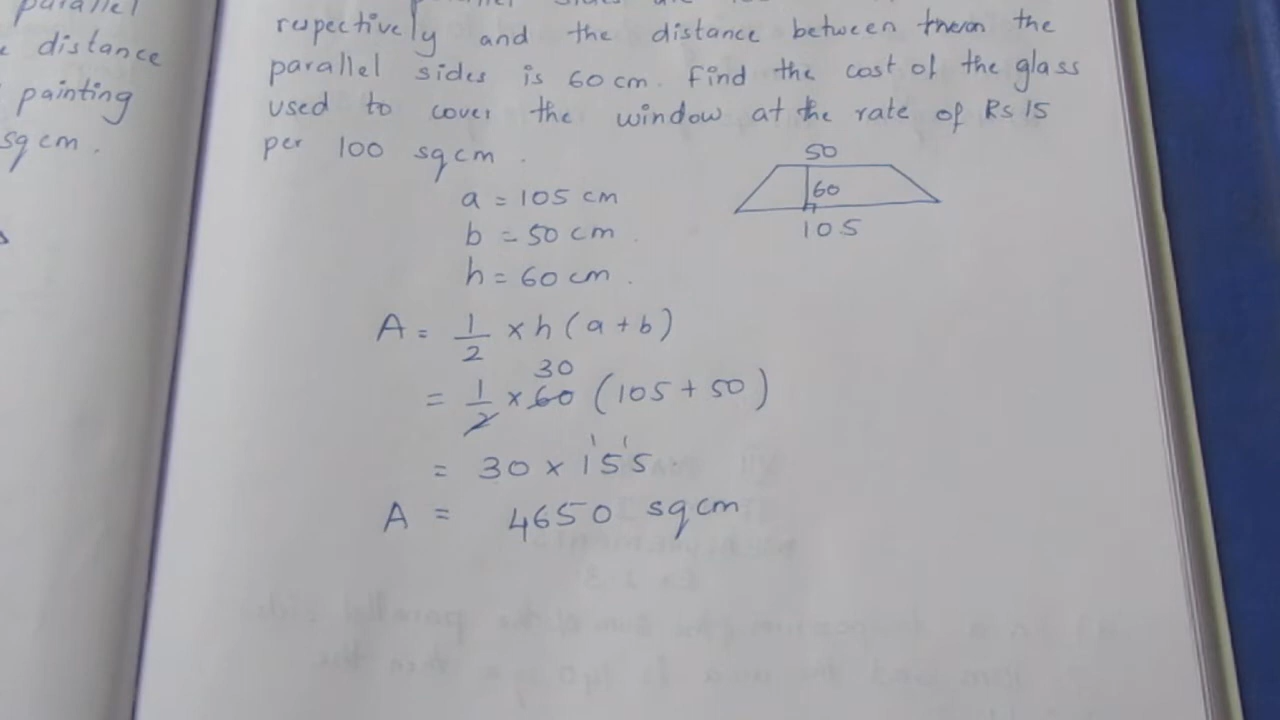 parallel
distance
painting
sq cm.
sides are
respectively and the distance between the
parallel sides is 60 cm. Find the cost of the glass
used to cover the window at the rate of Rs 15
per 100 sq cm.
50
60
105
a = 105 cm
b = 50 cm.
h = 60 cm.
A = 1/2 × h (a + b)
30
= 1/2 × 60 (105 + 50)
= 30 × 155
A = 4650 sq cm